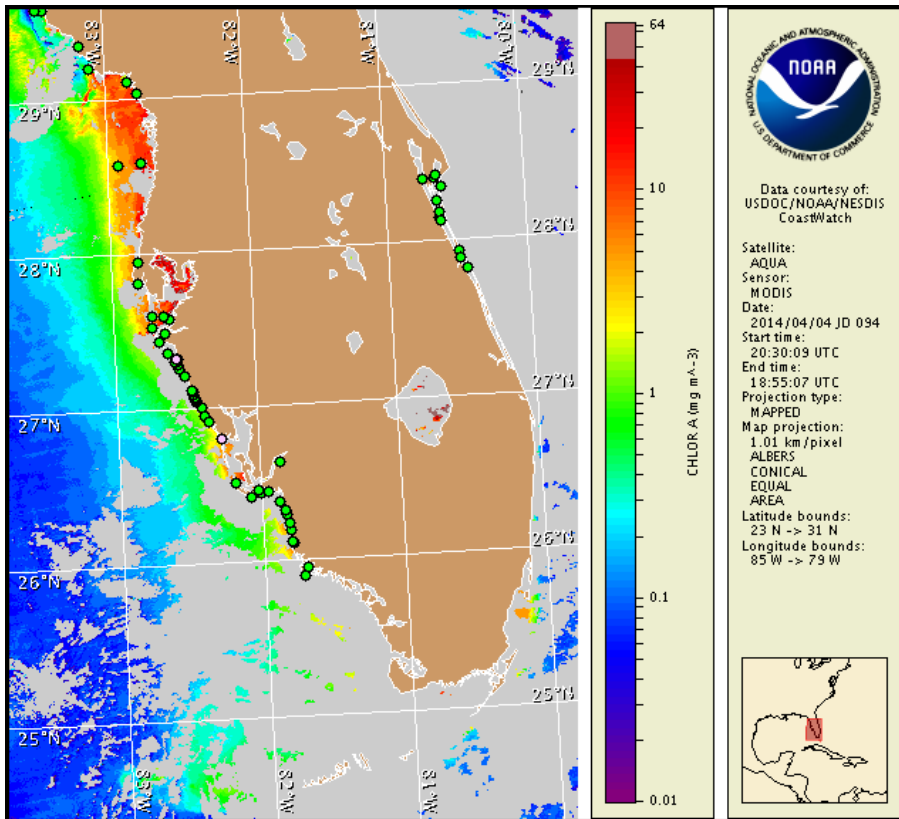 83°W
82°W
81°W
80°W
29°N
29°N
28°N
28°N
27°N
27°N
26°N
26°N
25°N
25°N
83°W
82°W
81°W
64
10
1
0.1
0.01
CHLOR A (mg m^-3)
NATIONAL OCEANIC AND ATMOSPHERIC ADMINISTRATION
NOAA
U.S. DEPARTMENT OF COMMERCE
Data courtesy of:
USDOC/NOAA/NESDIS
CoastWatch
Satellite:
AQUA
Sensor:
MODIS
Date:
2014/04/04 JD 094
Start time:
20:30:09 UTC
End time:
18:55:07 UTC
Projection type:
MAPPED
Map projection:
1.01 km/pixel
ALBERS
CONICAL
EQUAL
AREA
Latitude bounds:
23 N -> 31 N
Longitude bounds:
85 W -> 79 W